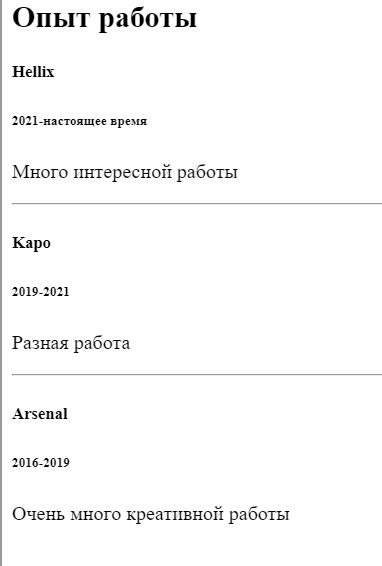 Опыт работы
Hellix
2021-настоящее время
Много интересной работы
Kapo
2019-2021
Разная работа
Arsenal
2016-2019
Очень много креативной работы